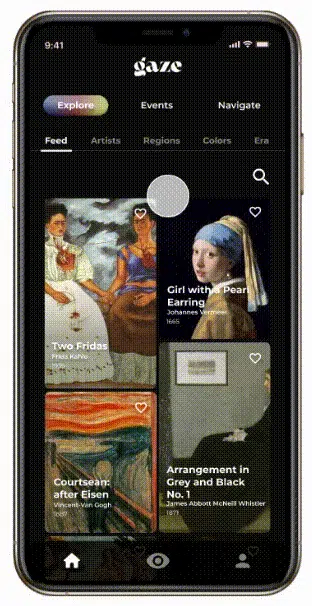 9:41
gaze
Explore Events Navigate
Feed Artists Regions Colors Era
Girl with a Pearl
Earring
Johannes Vermeer
1665
Two Fridas
Frida Kahlo
Courtsean:
after Eisen
Vincent-Van Gogh
1887
Arrangement in
Grey and Black
No. 1
James Abbott McNeill Whistler
1871